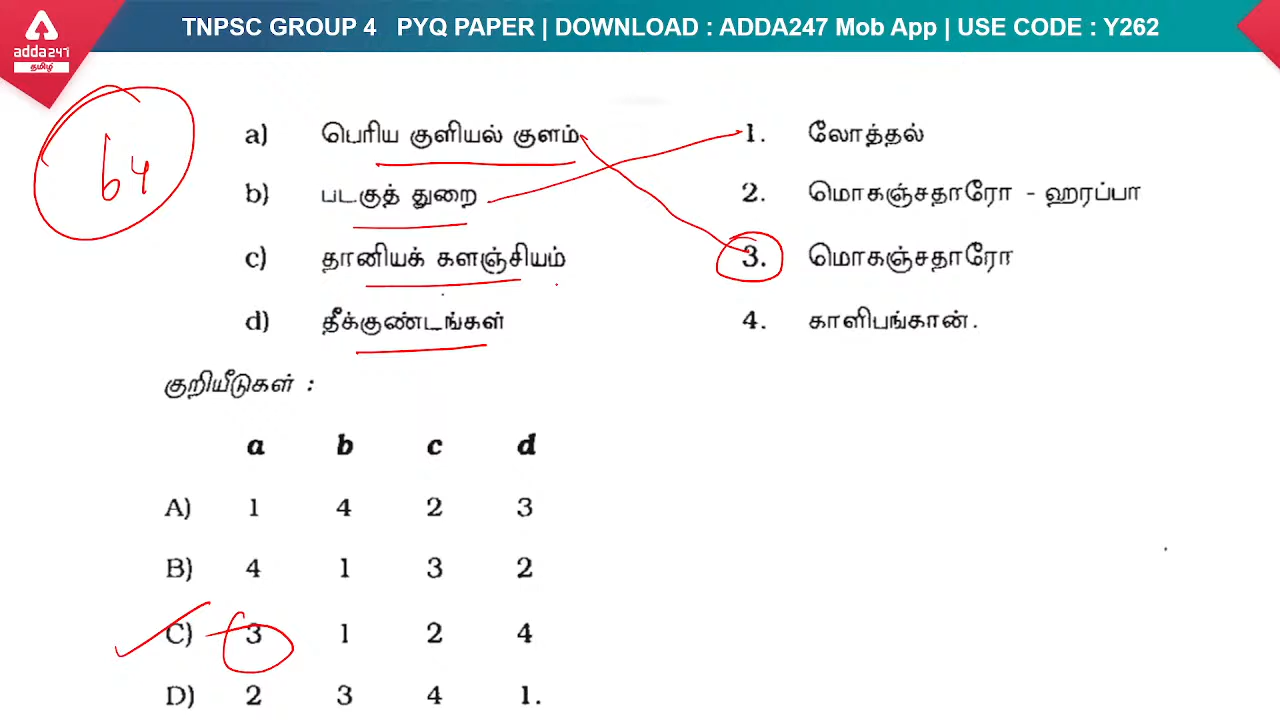 TNPSC GROUP 4 PYQ PAPER | DOWNLOAD : ADDA247 Mob App | USE CODE : Y262
adda247
தமிழ்
64
a) பெரிய குளியல் குளம் 1. லோத்தல்
b) படகுத் துறை 2. மொகஞ்சதாரோ - ஹரப்பா
c) தானியக் களஞ்சியம் 3. மொகஞ்சதாரோ
d) தீக்குண்டங்கள் 4. காளிபங்கான்.
குறியீடுகள் :
a b c d
A) 1 4 2 3
B) 4 1 3 2
C) 3 1 2 4
D) 2 3 4 1.